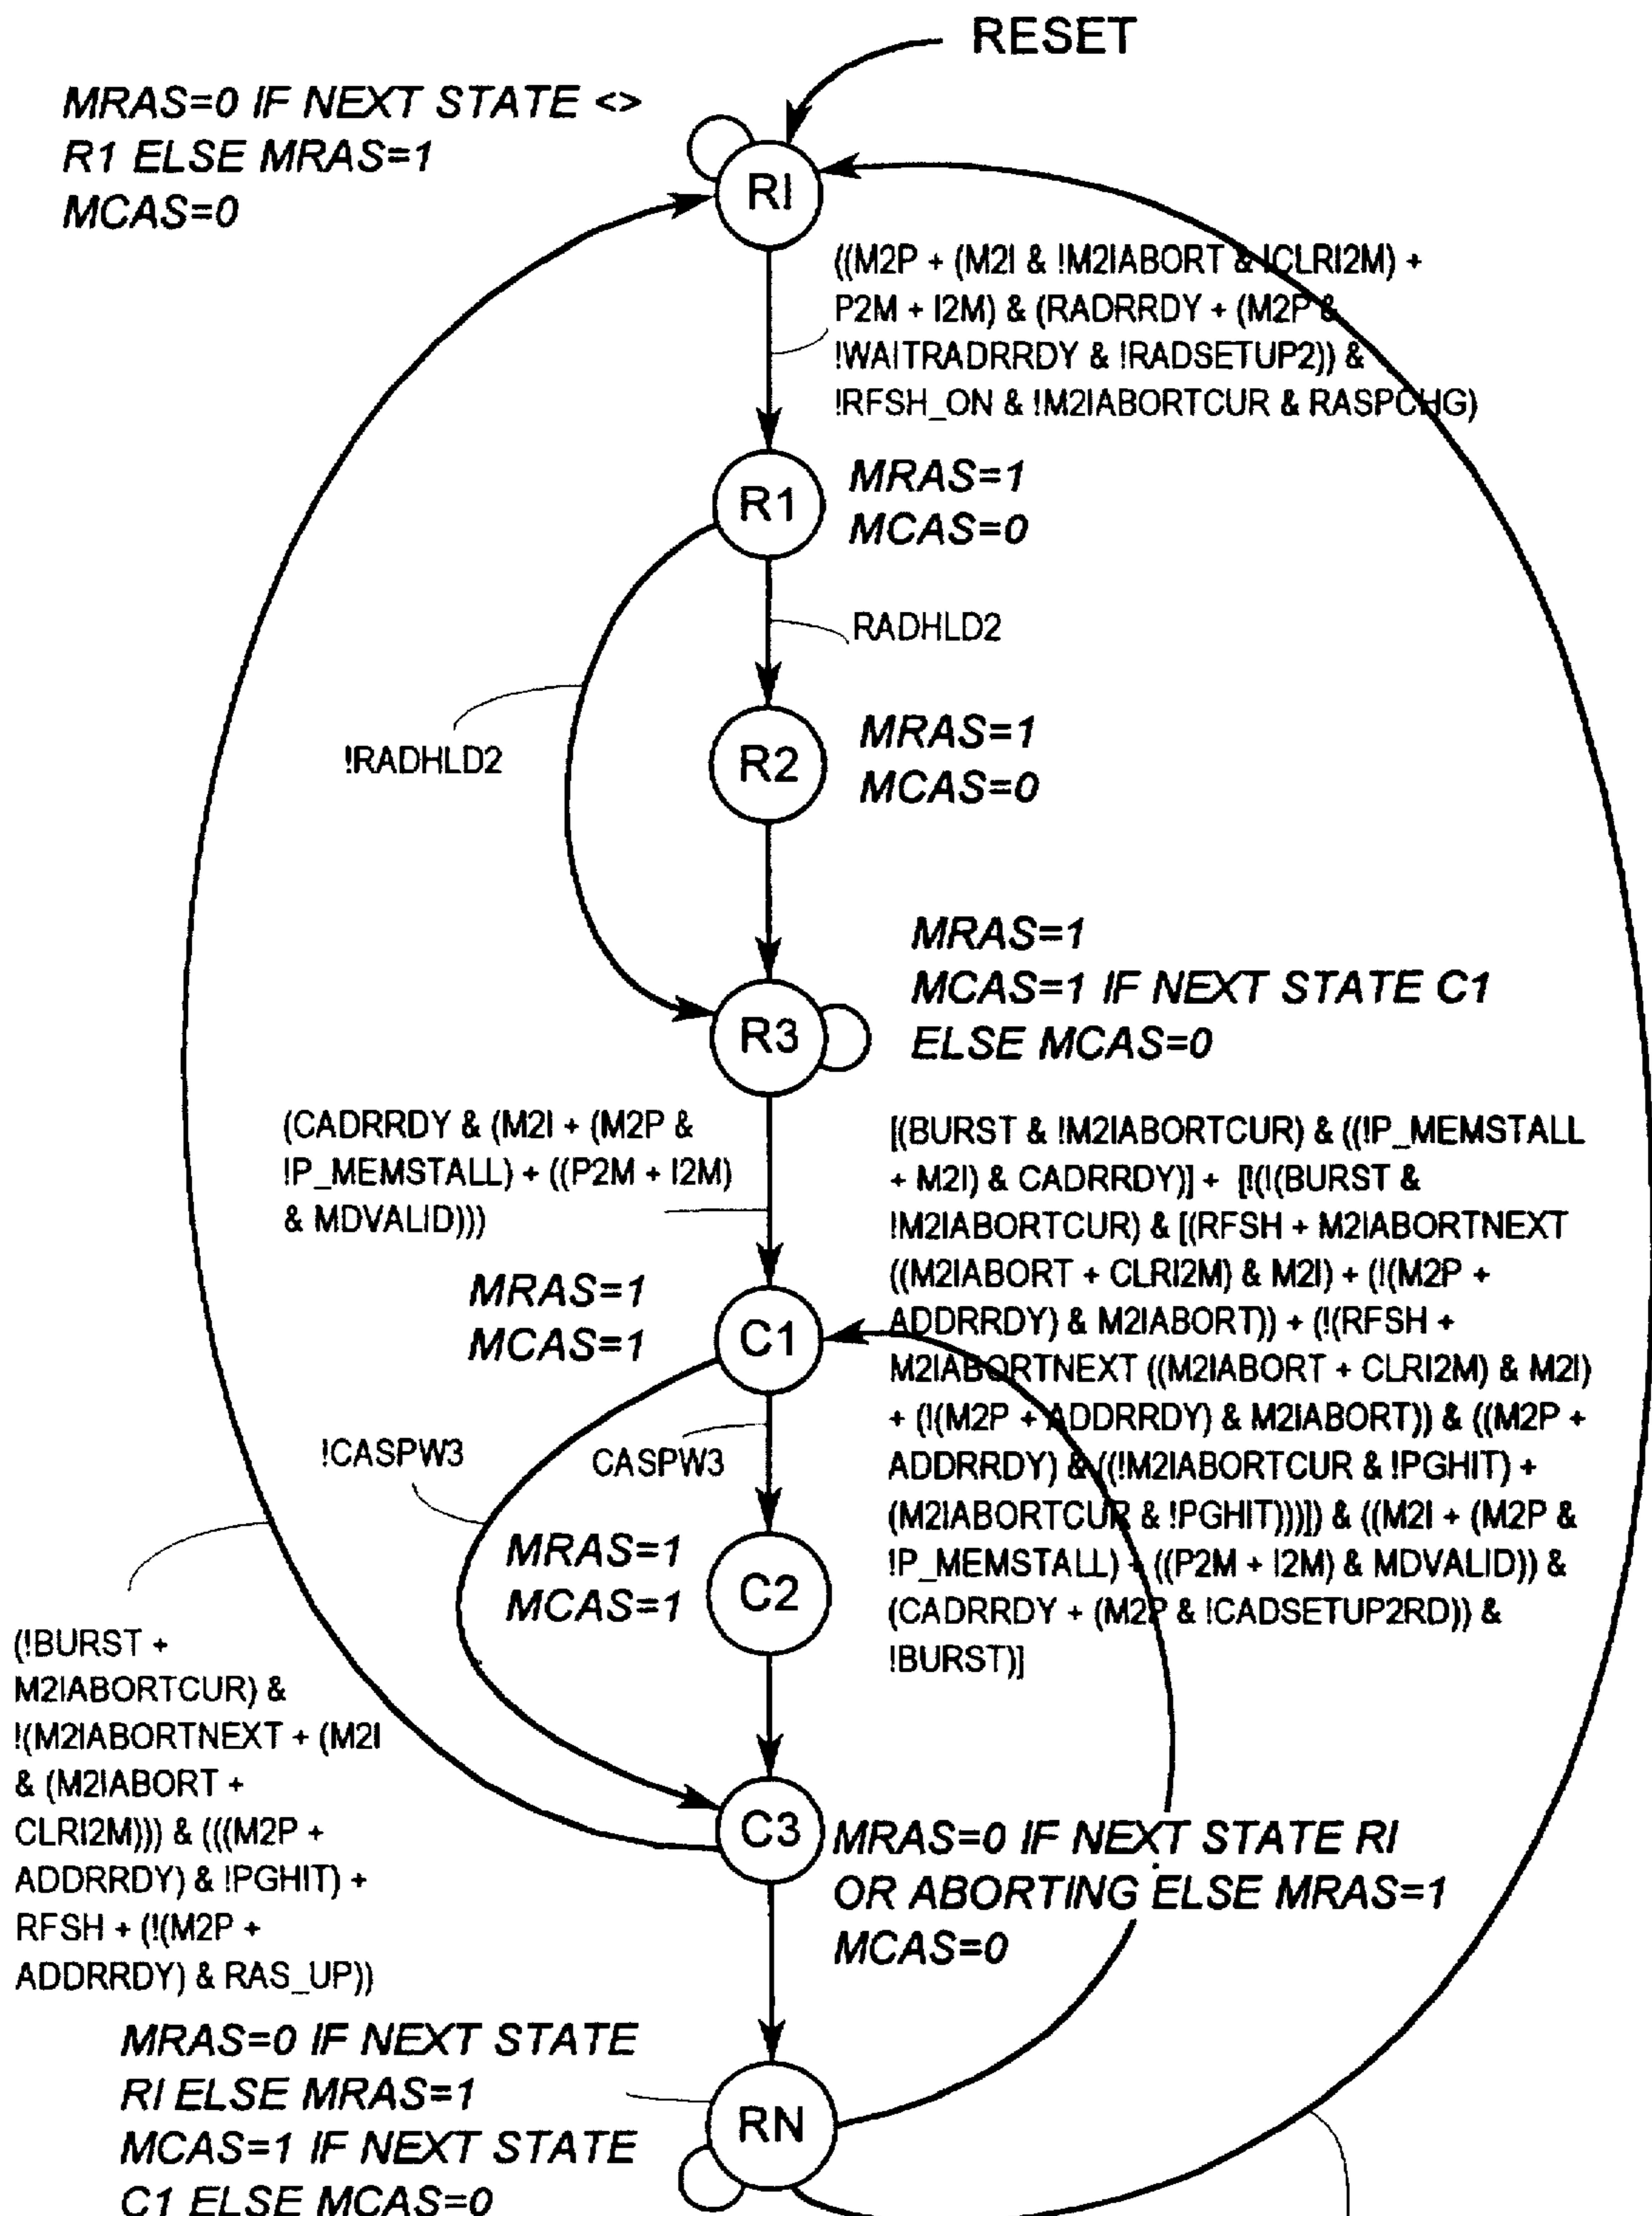 RESET
MRAS=0 IF NEXT STATE <>
R1 ELSE MRAS=1
MCAS=0
RI
((M2P + (M2I & !M2IABORT & !CLRI2M) +
P2M + I2M) & (RADRRDY + (M2P &
!WAITRADRRDY & !RADSETUP2)) &
!RFSH_ON & !M2IABORTCUR & RASPCHG)
R1
MRAS=1
MCAS=0
RADHLD2
!RADHLD2
R2
MRAS=1
MCAS=0
MRAS=1
MCAS=1 IF NEXT STATE C1
ELSE MCAS=0
R3
(CADRRDY & (M2I + (M2P &
!P_MEMSTALL) + ((P2M + I2M)
& MDVALID)))
MRAS=1
MCAS=1
C1
[(BURST & !M2IABORTCUR) & ((!P_MEMSTALL
+ M2I) & CADRRDY)] + [!(!(BURST &
!M2IABORTCUR) & [(RFSH + M2IABORTNEXT
((M2IABORT + CLRI2M) & M2I) + (!(M2P +
ADDRRDY) & M2IABORT)) + (!(RFSH +
M2IABORTNEXT ((M2IABORT + CLRI2M) & M2I)
+ (!(M2P + ADDRRDY) & M2IABORT)) & ((M2P +
ADDRRDY) & ((!M2IABORTCUR & !PGHIT) +
(M2IABORTCUR & !PGHIT)))]) & ((M2I + (M2P &
!P_MEMSTALL) + ((P2M + I2M) & MDVALID)) &
(CADRRDY + (M2P & !CADSETUP2RD)) &
!BURST)]
!CASPW3
CASPW3
MRAS=1
MCAS=1
C2
(!BURST +
M2IABORTCUR) &
!(M2IABORTNEXT + (M2I
& (M2IABORT +
CLRI2M))) & (((M2P +
ADDRRDY) & !PGHIT) +
RFSH + (!(M2P +
ADDRRDY) & RAS_UP))
C3
MRAS=0 IF NEXT STATE RI
OR ABORTING ELSE MRAS=1
MCAS=0
MRAS=0 IF NEXT STATE
RI ELSE MRAS=1
MCAS=1 IF NEXT STATE
C1 ELSE MCAS=0
RN